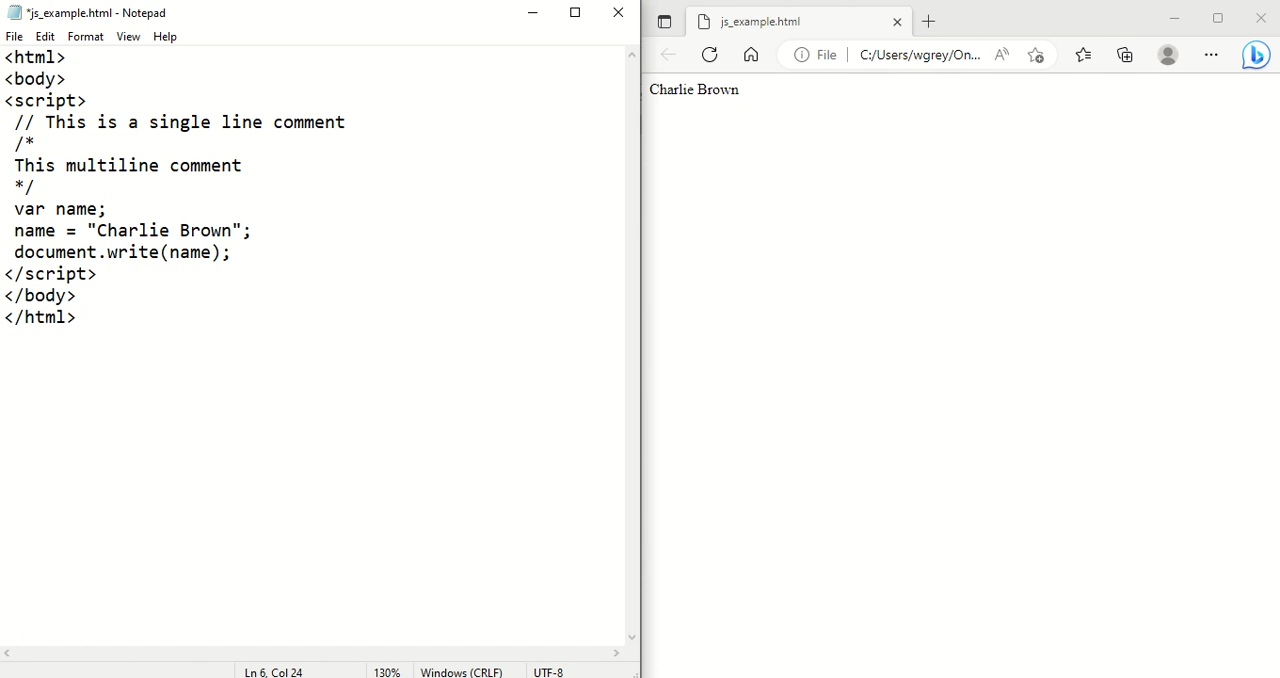 *js_example.html - Notepad
File Edit Format View Help
<html>
<body>
<script>
// This is a single line comment
/*
This multiline comment
*/
var name;
name = "Charlie Brown";
document.write(name);
</script>
</body>
</html>
Ln 6, Col 24 130% Windows (CRLF) UTF-8
js_example.html
File C:/Users/wgrey/On...
Charlie Brown